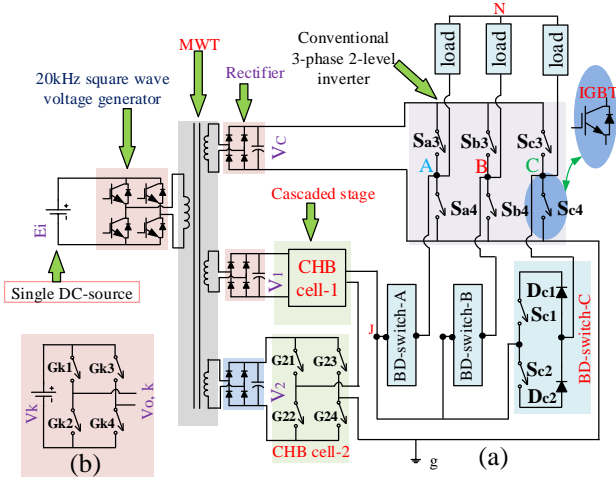 N
MWT
Conventional
3-phase 2-level
inverter
load
load
load
Rectifier
20kHz square wave
voltage generator
IGBT
VC
Sa3
Sb3
Sc3
A
B
C
Sa4
Sb4
Sc4
Ei
Cascaded stage
Single DC-source
V1
CHB
cell-1
J
BD-switch-A
BD-switch-B
Dc1
Sc1
Sc2
Dc2
BD-switch-C
Vk
Gk1
Gk3
Gk2
Gk4
Vo, k
V2
G21
G23
G22
G24
CHB cell-2
g
(a)
(b)